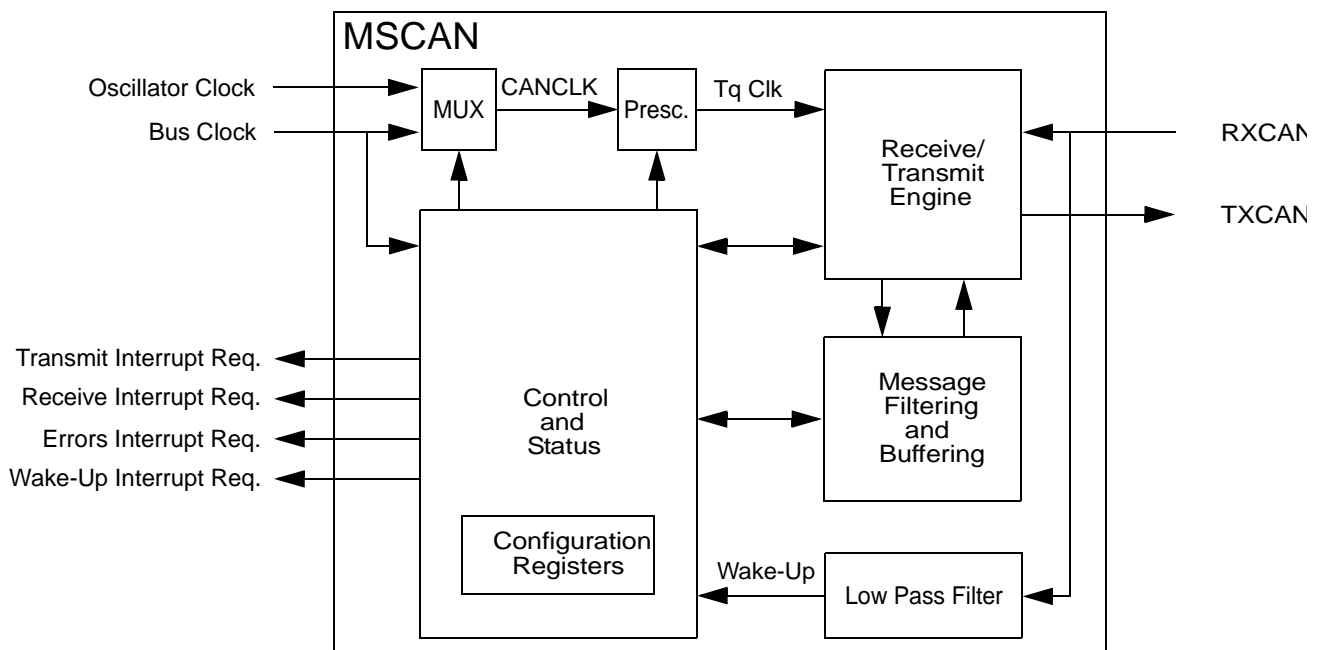 MSCAN
Oscillator Clock
Bus Clock
MUX
CANCLK
Presc.
Tq Clk
Receive/
Transmit
Engine
RXCAN
TXCAN
Transmit Interrupt Req.
Receive Interrupt Req.
Errors Interrupt Req.
Wake-Up Interrupt Req.
Control
and
Status
Message
Filtering
and
Buffering
Configuration
Registers
Wake-Up
Low Pass Filter